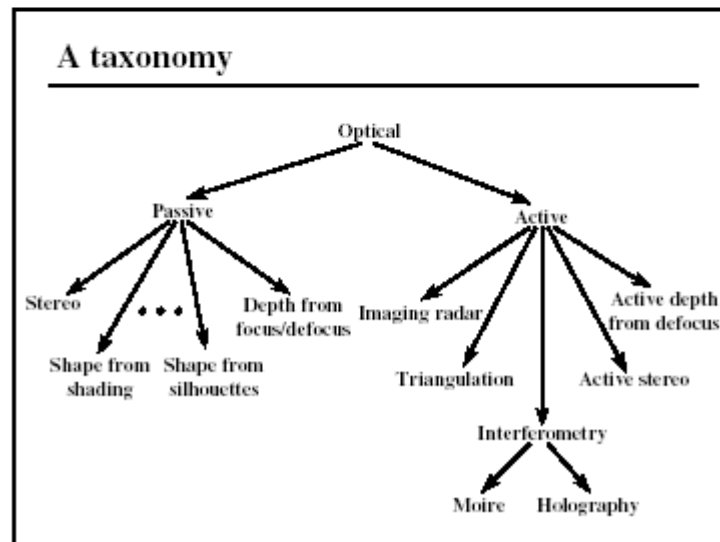 A taxonomy
Optical
Passive
Active
Stereo
Depth from
focus/defocus
Imaging radar
Active depth
from defocus
Shape from
shading
Shape from
silhouettes
Triangulation
Active stereo
Interferometry
Moire
Holography